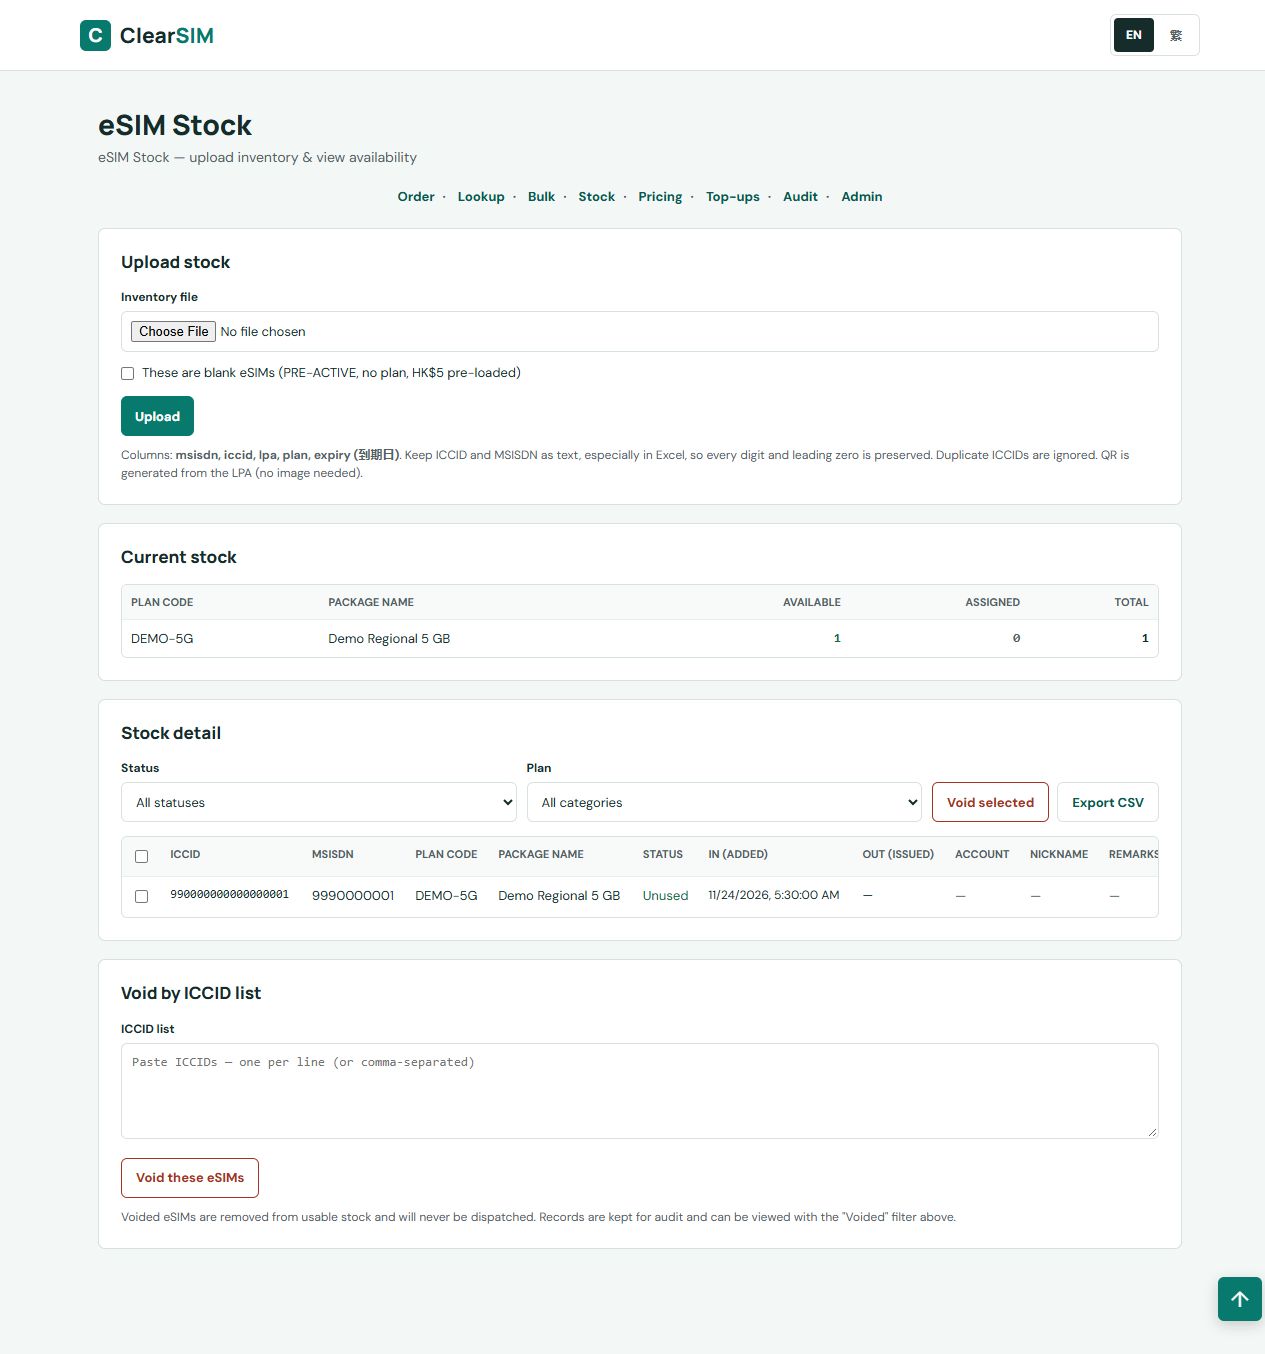 C ClearSIM
EN 繁
eSIM Stock
eSIM Stock — upload inventory & view availability
Order · Lookup · Bulk · Stock · Pricing · Top-ups · Audit · Admin
Upload stock
Inventory file
Choose File No file chosen
These are blank eSIMs (PRE-ACTIVE, no plan, HK$5 pre-loaded)
Upload
Columns: msisdn, iccid, lpa, plan, expiry (到期日). Keep ICCID and MSISDN as text, especially in Excel, so every digit and leading zero is preserved. Duplicate ICCIDs are ignored. QR is
generated from the LPA (no image needed).
Current stock
PLAN CODE PACKAGE NAME AVAILABLE ASSIGNED TOTAL
DEMO-5G Demo Regional 5 GB 1 0 1
Stock detail
Status Plan
All statuses All categories Void selected Export CSV
ICCID MSISDN PLAN CODE PACKAGE NAME STATUS IN (ADDED) OUT (ISSUED) ACCOUNT NICKNAME REMARKS
990000000000000001 9990000001 DEMO-5G Demo Regional 5 GB Unused 11/24/2026, 5:30:00 AM — — — —
Void by ICCID list
ICCID list
Paste ICCIDs — one per line (or comma-separated)
Void these eSIMs
Voided eSIMs are removed from usable stock and will never be dispatched. Records are kept for audit and can be viewed with the "Voided" filter above.